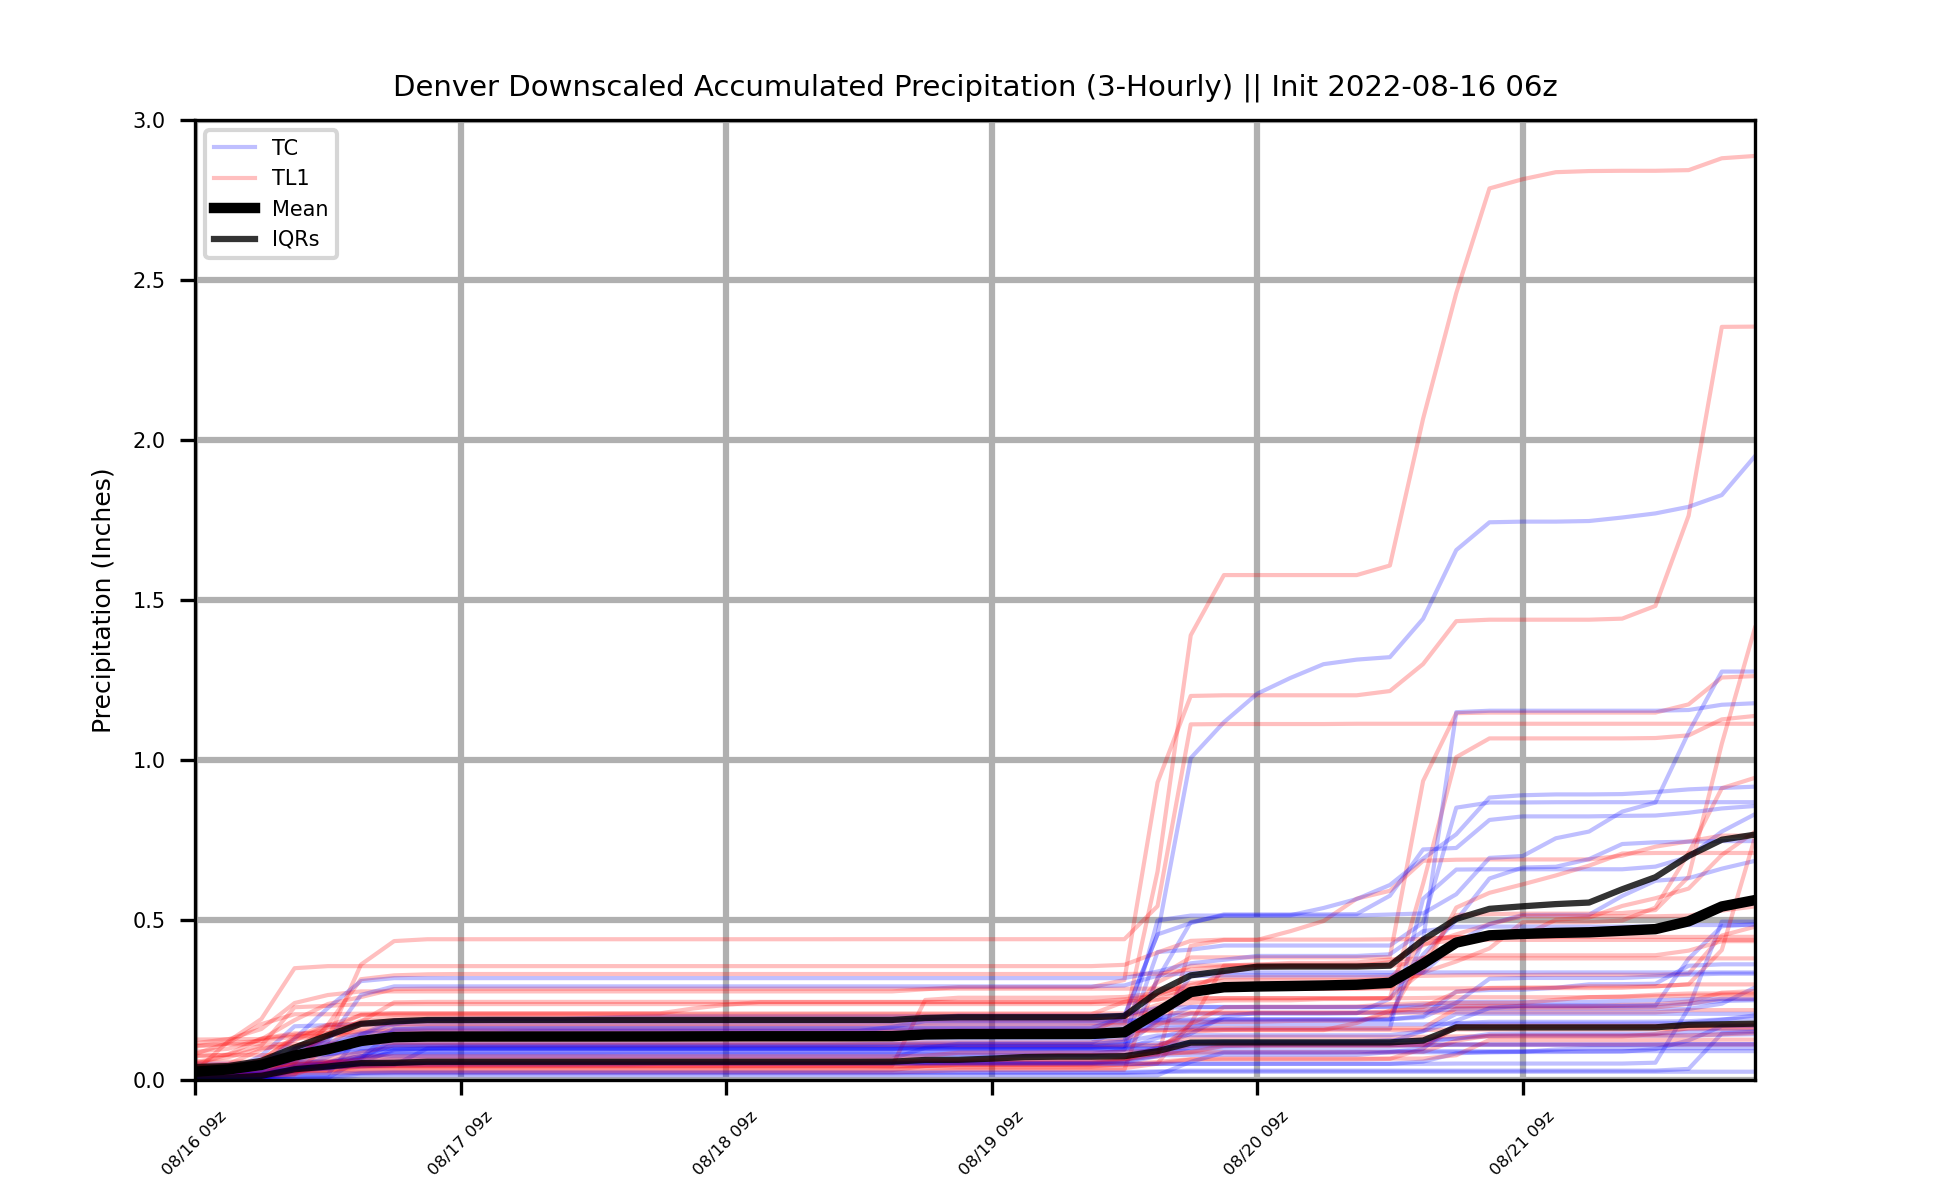 Denver Downscaled Accumulated Precipitation (3-Hourly) || Init 2022-08-16 06z
3.0
2.5
2.0
1.5
1.0
0.5
0.0
Precipitation (Inches)
TC
TL1
Mean
IQRs
08/16 09z
08/17 09z
08/18 09z
08/19 09z
08/20 09z
08/21 09z